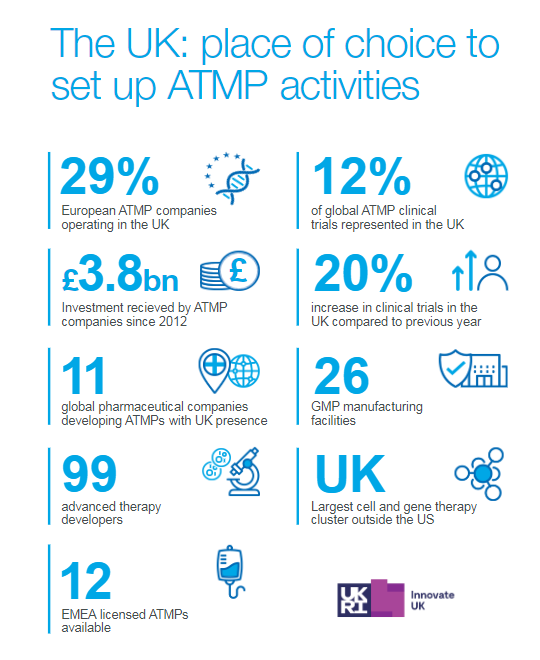 The UK: place of choice to
set up ATMP activities
29%
European ATMP companies
operating in the UK
12%
of global ATMP clinical
trials represented in the UK
£3.8bn
Investment recieved by ATMP
companies since 2012
20%
increase in clinical trials in the
UK compared to previous year
11
global pharmaceutical companies
developing ATMPs with UK presence
26
GMP manufacturing
facilities
99
advanced therapy
developers
UK
Largest cell and gene therapy
cluster outside the US
12
EMEA licensed ATMPs
available
UK
RI
Innovate
UK